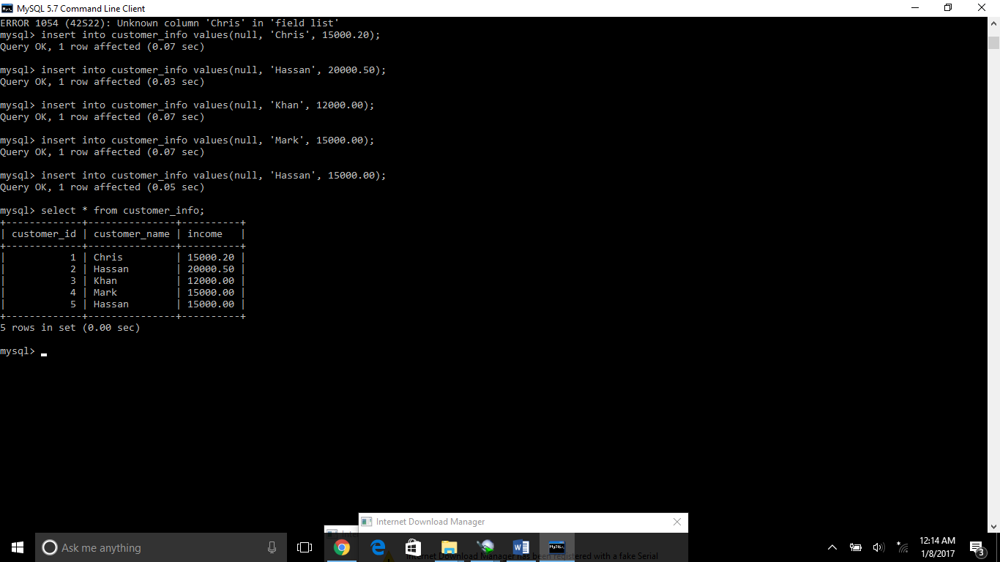 MySQL 5.7 Command Line Client
ERROR 1054 (42S22): Unknown column 'Chris' in 'field list'
mysql> insert into customer_info values(null, 'Chris', 15000.20);
Query OK, 1 row affected (0.07 sec)
mysql> insert into customer_info values(null, 'Hassan', 20000.50);
Query OK, 1 row affected (0.03 sec)
mysql> insert into customer_info values(null, 'Khan', 12000.00);
Query OK, 1 row affected (0.07 sec)
mysql> insert into customer_info values(null, 'Mark', 15000.00);
Query OK, 1 row affected (0.07 sec)
mysql> insert into customer_info values(null, 'Hassan', 15000.00);
Query OK, 1 row affected (0.05 sec)
mysql> select * from customer_info;
+-------------+---------------+----------+
| customer_id | customer_name | income   |
+-------------+---------------+----------+
|           1 | Chris         | 15000.20 |
|           2 | Hassan        | 20000.50 |
|           3 | Khan          | 12000.00 |
|           4 | Mark          | 15000.00 |
|           5 | Hassan        | 15000.00 |
+-------------+---------------+----------+
5 rows in set (0.00 sec)
mysql> _
Internet Download Manager
Ask me anything
Internet Download Manager has been registered with a fake Serial
12:14 AM
1/8/2017
3